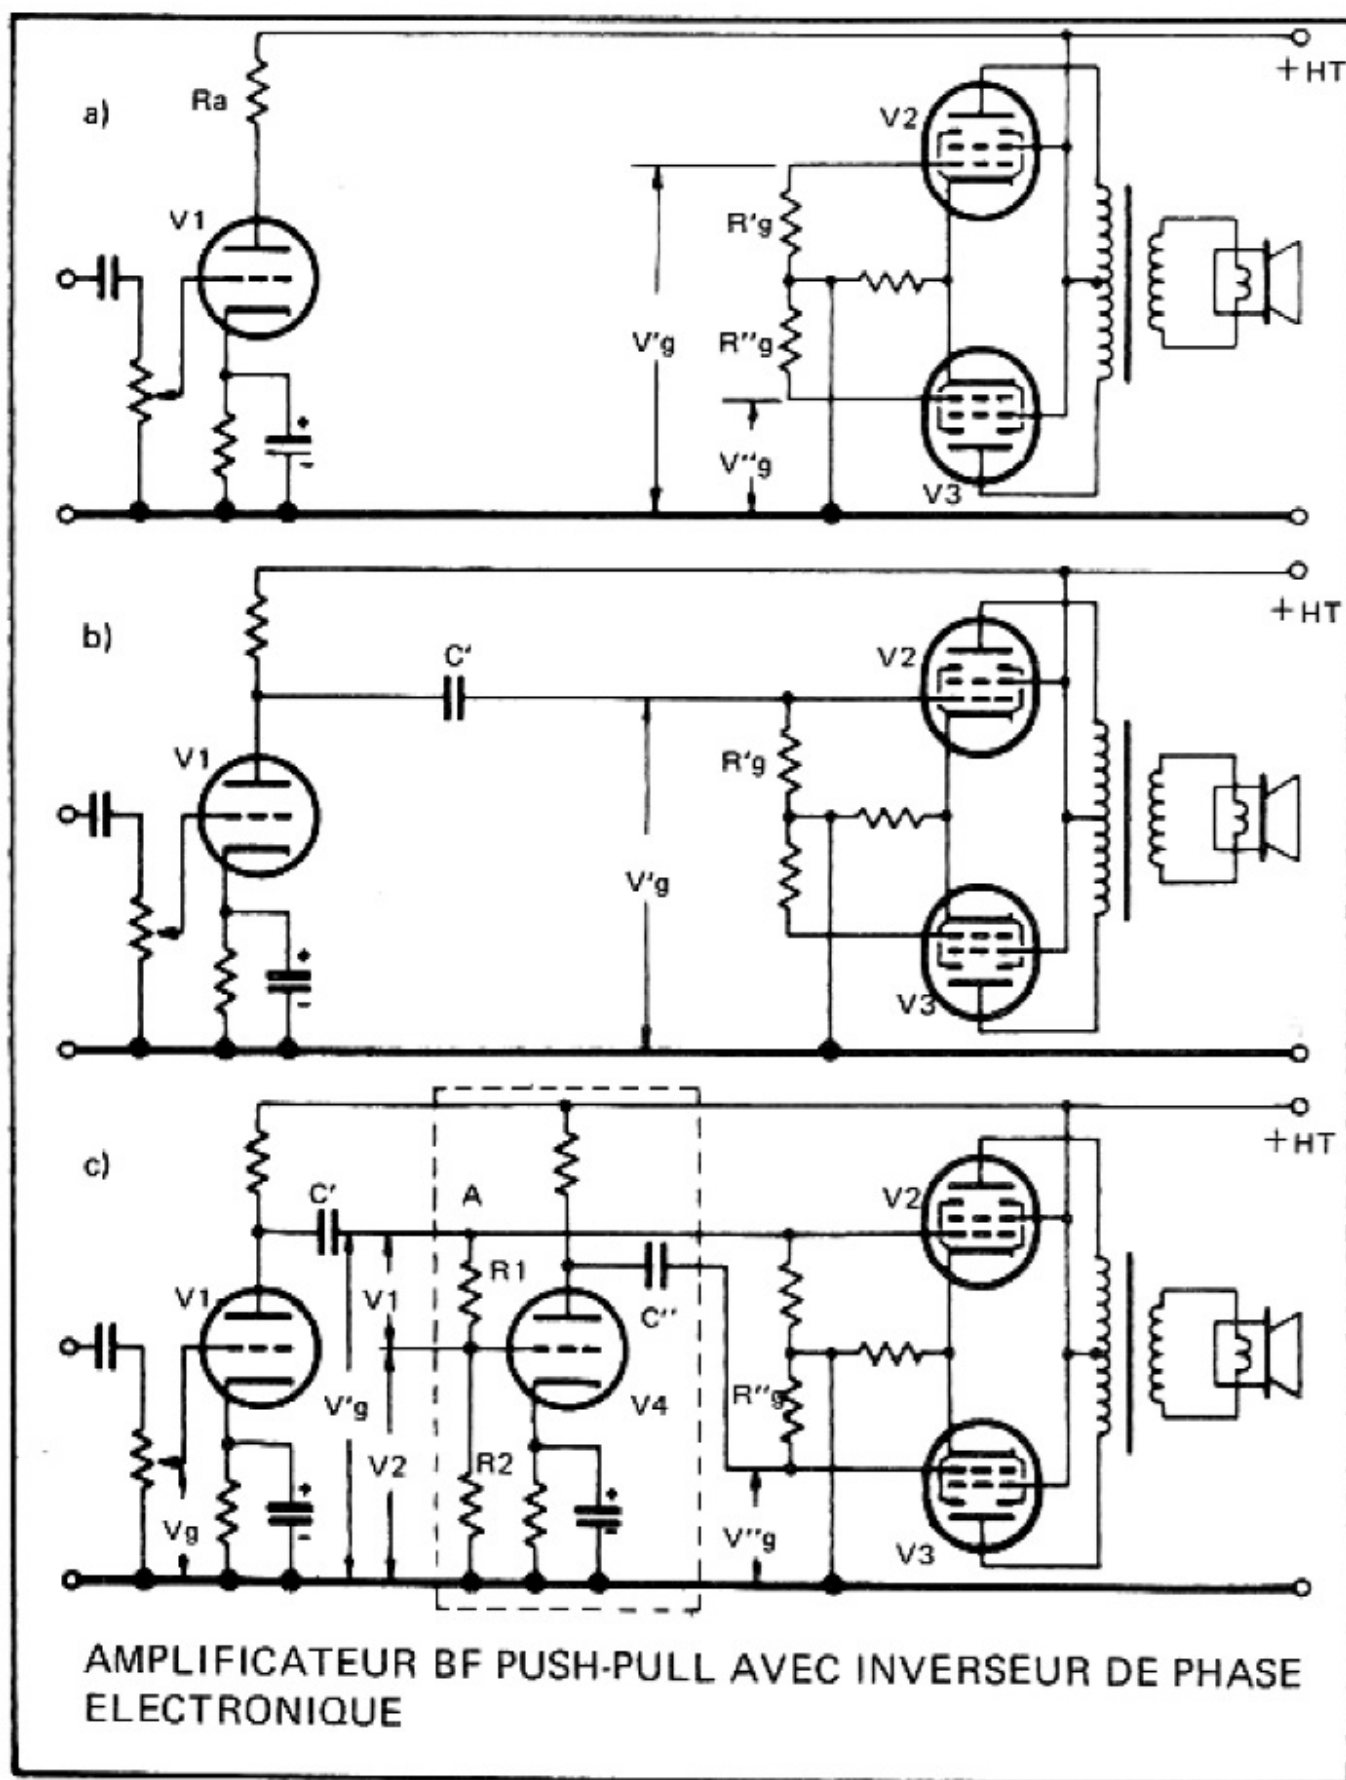 +HT
Ra
a)
V2
V1
R'g
V'g
R''g
+
-
V''g
V3
+HT
b)
C'
V2
V1
R'g
V'g
+
-
V3
+HT
c)
C'
A
V2
R1
V1
V1
C''
V'g
V4
R''g
V2
R2
+
-
+
-
Vg
V''g
V3
AMPLIFICATEUR BF PUSH-PULL AVEC INVERSEUR DE PHASE
ELECTRONIQUE